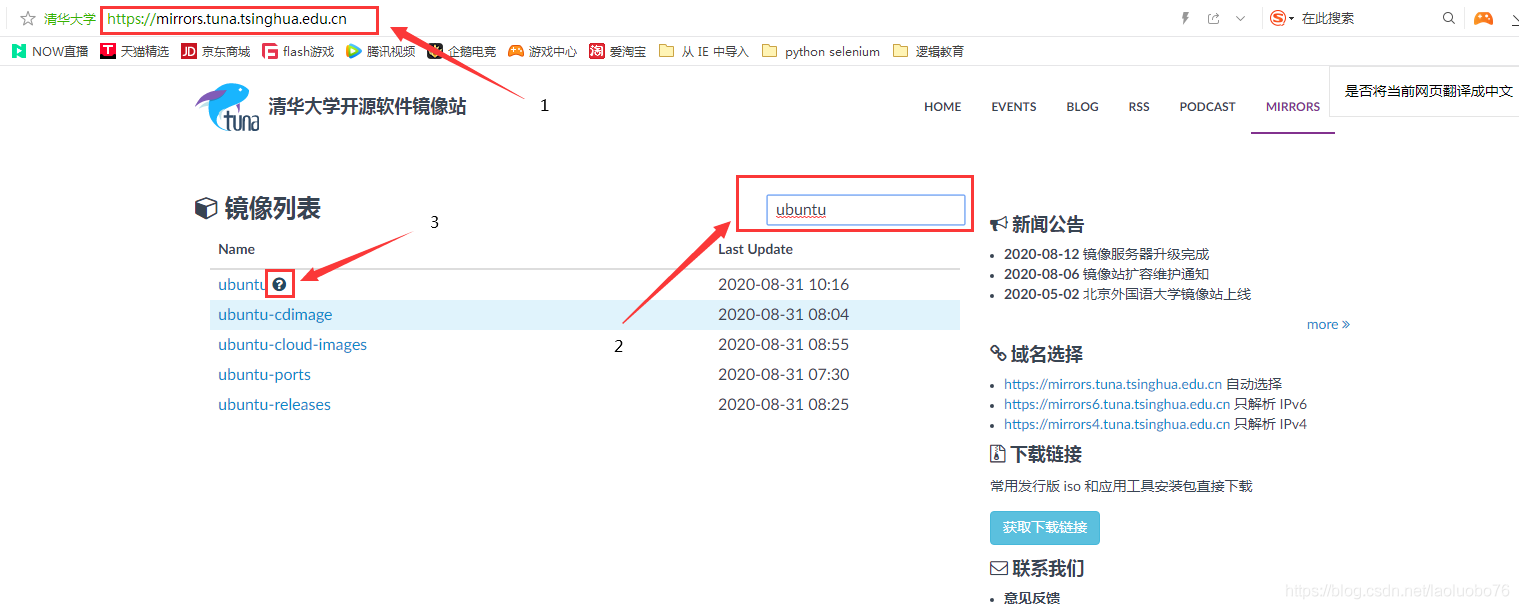 清华大学 https://mirrors.tuna.tsinghua.edu.cn
在此搜索
NOW直播 天猫精选 京东商城 flash游戏 腾讯视频 企鹅电竞 游戏中心 爱淘宝 从 IE 中导入 python selenium 逻辑教育
1
tuna 清华大学开源软件镜像站
HOME EVENTS BLOG RSS PODCAST MIRRORS
是否将当前网页翻译成中文
镜像列表
ubuntu
3
2
Name Last Update
ubuntu 2020-08-31 10:16
ubuntu-cdimage 2020-08-31 08:04
ubuntu-cloud-images 2020-08-31 08:55
ubuntu-ports 2020-08-31 07:30
ubuntu-releases 2020-08-31 08:25
新闻公告
2020-08-12 镜像服务器升级完成
2020-08-06 镜像站扩容维护通知
2020-05-02 北京外国语大学镜像站上线
more »
域名选择
https://mirrors.tuna.tsinghua.edu.cn 自动选择
https://mirrors6.tuna.tsinghua.edu.cn 只解析 IPv6
https://mirrors4.tuna.tsinghua.edu.cn 只解析 IPv4
下载链接
常用发行版 iso 和应用工具安装包直接下载
获取下载链接
联系我们
意见反馈
https://blog.csdn.net/laoluobo76